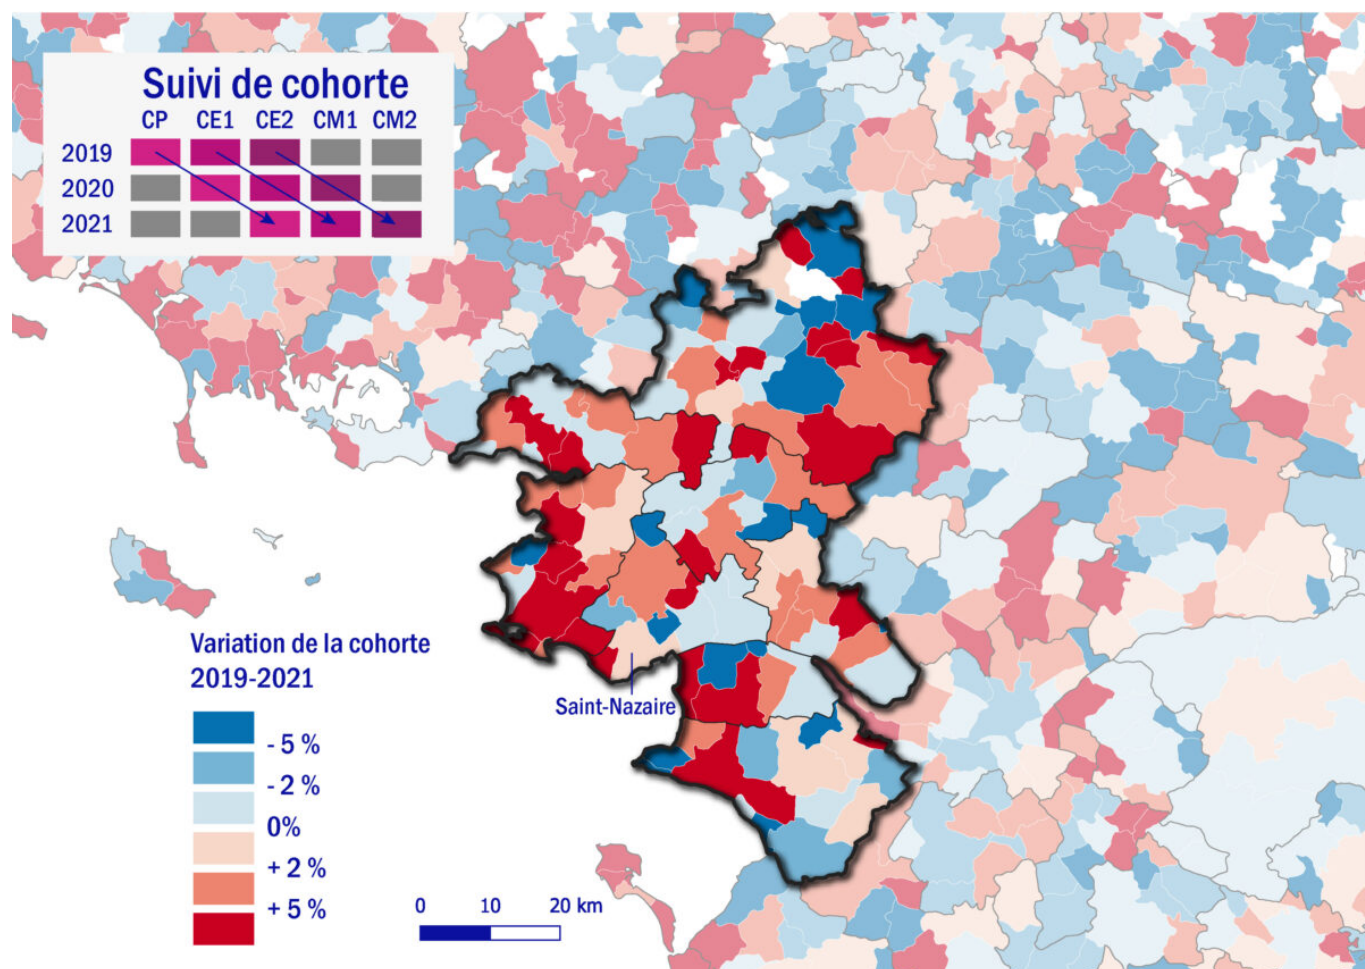 Suivi de cohorte
CP CE1 CE2 CM1 CM2
2019
2020
2021
Saint-Nazaire
Variation de la cohorte
2019-2021
- 5 %
- 2 %
0%
+ 2 %
+ 5 %
0 10 20 km